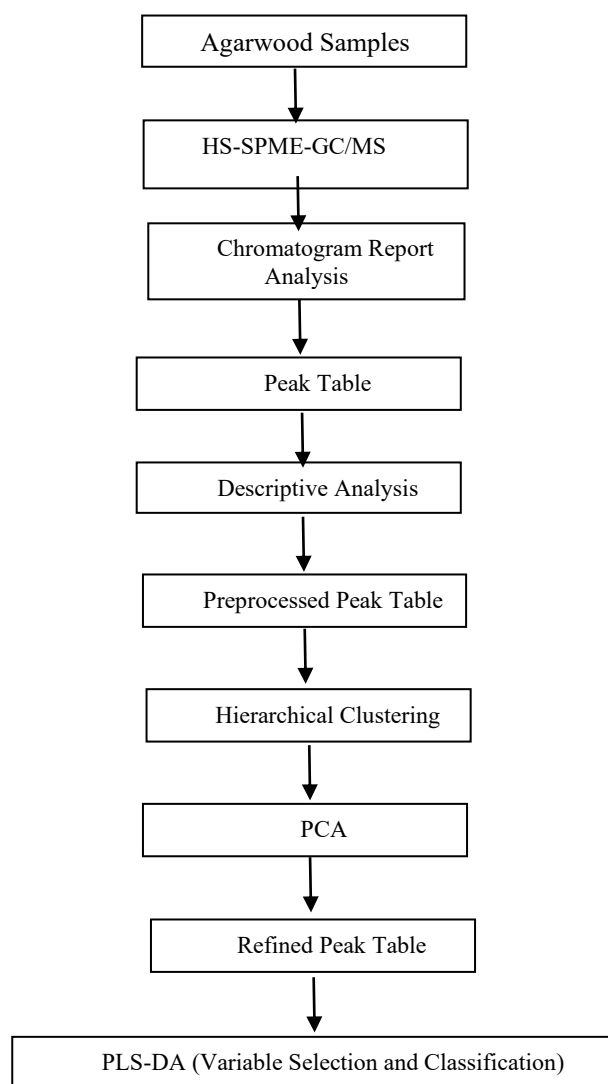 Agarwood Samples
HS-SPME-GC/MS
Chromatogram Report
Analysis
Peak Table
Descriptive Analysis
Preprocessed Peak Table
Hierarchical Clustering
PCA
Refined Peak Table
PLS-DA (Variable Selection and Classification)